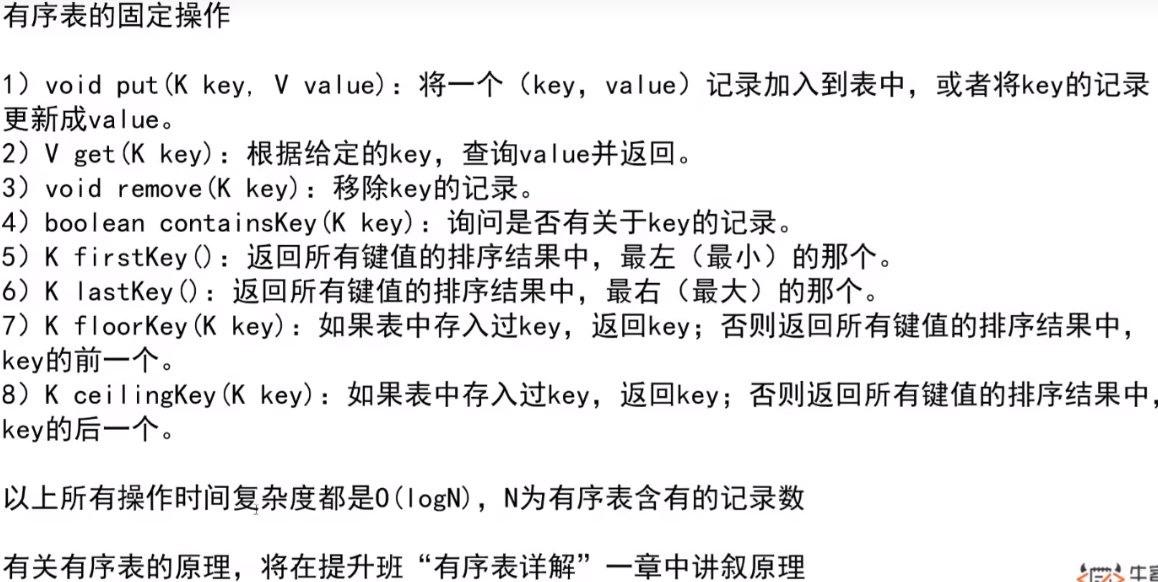 有序表的固定操作
1）void put(K key, V value)：将一个（key，value）记录加入到表中，或者将key的记录
更新成value。
2）V get(K key)：根据给定的key，查询value并返回。
3）void remove(K key)：移除key的记录。
4）boolean containsKey(K key)：询问是否有关于key的记录。
5）K firstKey()：返回所有键值的排序结果中，最左（最小）的那个。
6）K lastKey()：返回所有键值的排序结果中，最右（最大）的那个。
7）K floorKey(K key)：如果表中存入过key，返回key；否则返回所有键值的排序结果中，
key的前一个。
8）K ceilingKey(K key)：如果表中存入过key，返回key；否则返回所有键值的排序结果中，
key的后一个。
以上所有操作时间复杂度都是O(logN)，N为有序表含有的记录数
有关有序表的原理，将在提升班“有序表详解”一章中讲叙原理